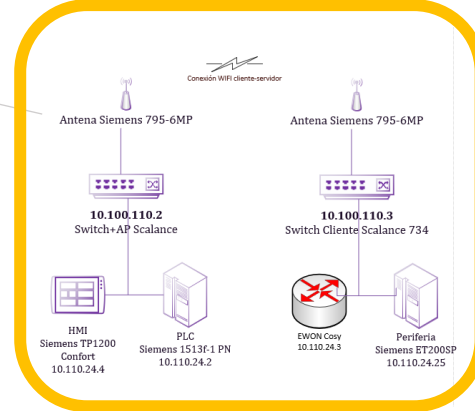 Conexión WIFI cliente-servidor
Antena Siemens 795-6MP
Antena Siemens 795-6MP
10.100.110.2
Switch+AP Scalance
10.100.110.3
Switch Cliente Scalance 734
HMI
Siemens TP1200
Confort
10.110.24.4
PLC
Siemens 1513f-1 PN
10.110.24.2
EWON Cosy
10.110.24.3
Periferia
Siemens ET200SP
10.110.24.25